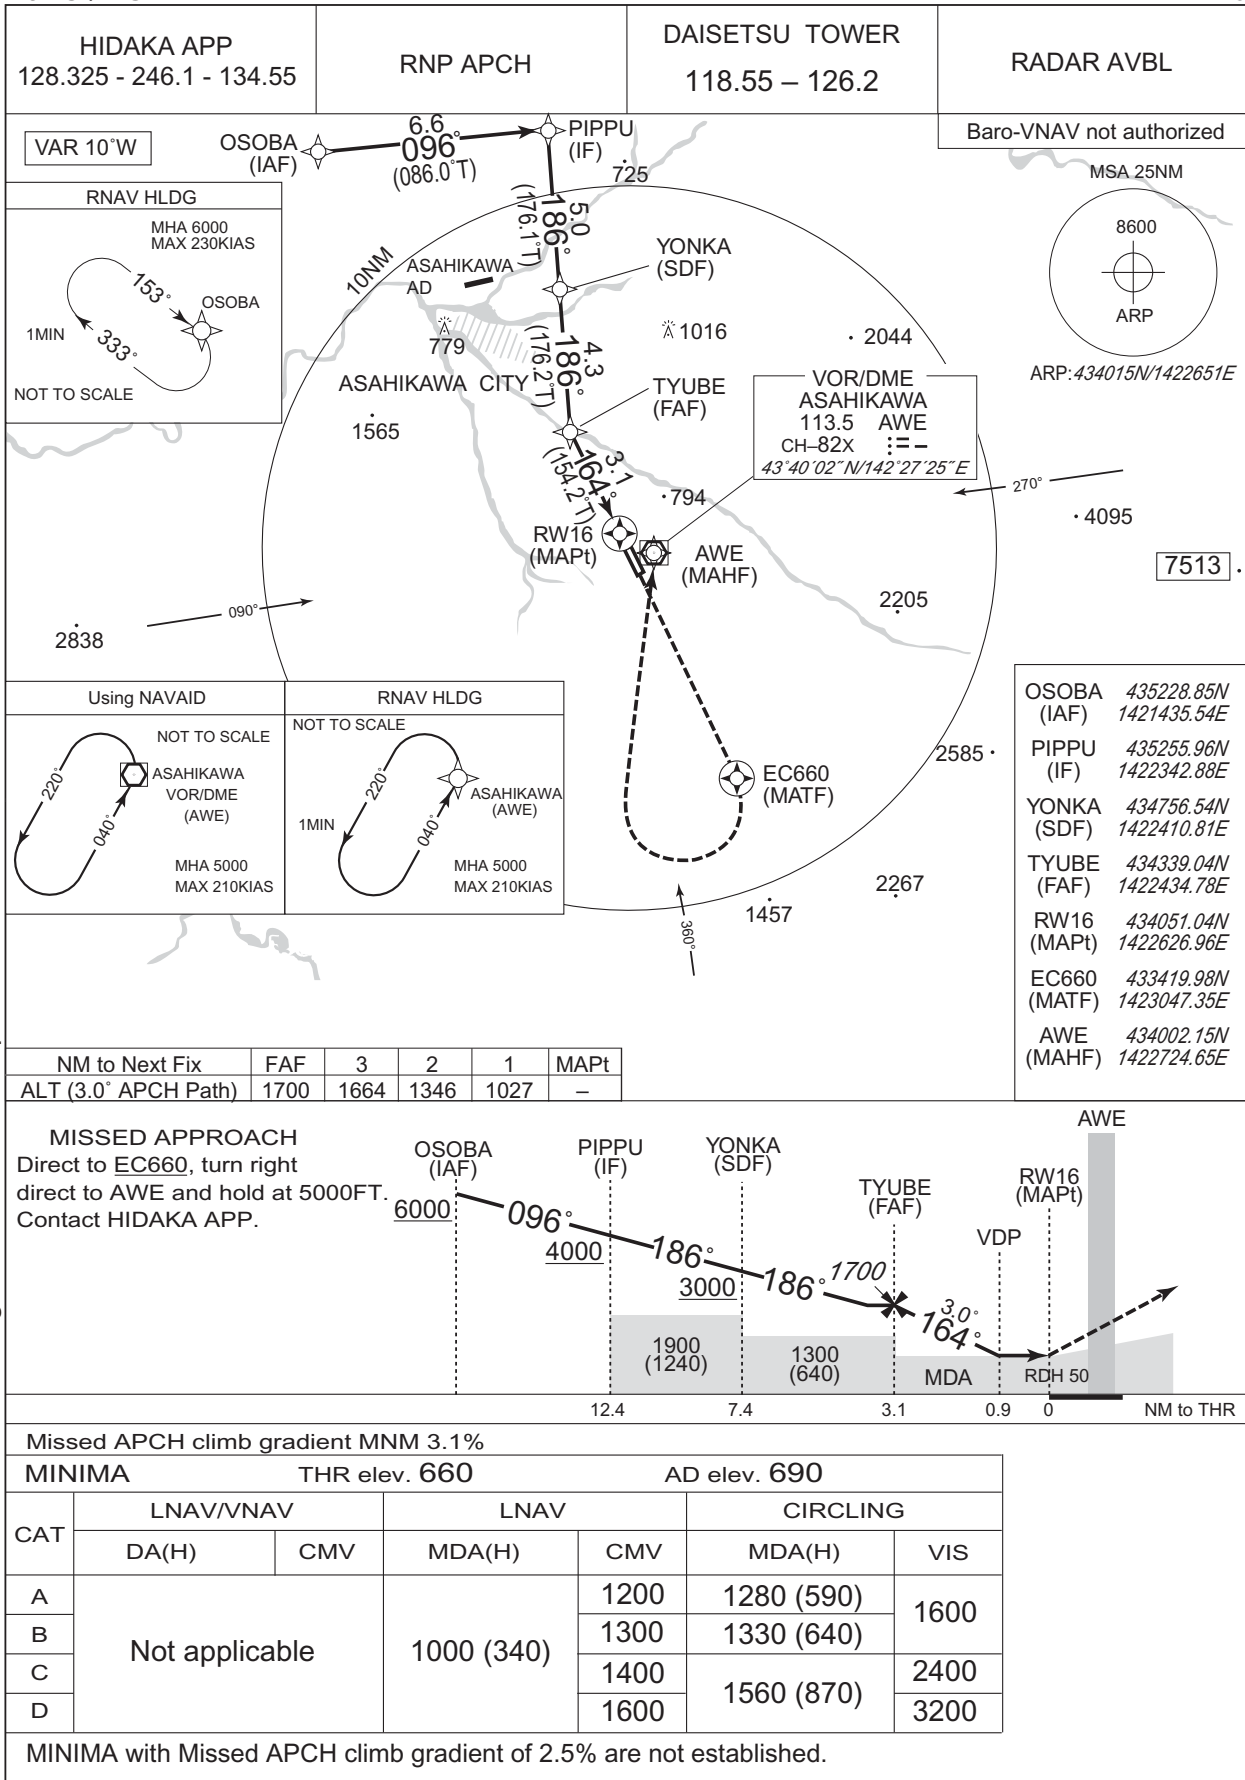 HIDAKA APP
128.325 - 246.1 - 134.55
RNP APCH
DAISETSU TOWER
118.55 – 126.2
RADAR AVBL
VAR 10°W
Baro-VNAV not authorized
OSOBA
(IAF)
6.6
096°
(086.0°T)
PIPPU
(IF)
725
MSA 25NM
8600
ARP
ARP:434015N/1422651E
RNAV HLDG
MHA 6000
MAX 230KIAS
153°
OSOBA
1MIN
333°
NOT TO SCALE
5.0
186°
(176.1°T)
10NM
ASAHIKAWA
AD
YONKA
(SDF)
779
1016
2044
ASAHIKAWA CITY
4.3
186°
(176.2°T)
TYUBE
(FAF)
1565
VOR/DME
ASAHIKAWA
113.5 AWE
CH–82X
43°40′02″N/142°27′25″E
3.1
164°
(154.2°T)
794
270°
4095
RW16
(MAPt)
AWE
(MAHF)
7513
090°
2838
2205
Using NAVAID
NOT TO SCALE
220°
040°
ASAHIKAWA
VOR/DME
(AWE)
MHA 5000
MAX 210KIAS
RNAV HLDG
NOT TO SCALE
220°
1MIN
040°
ASAHIKAWA
(AWE)
MHA 5000
MAX 210KIAS
2585
EC660
(MATF)
2267
1457
360°
OSOBA 435228.85N
(IAF) 1421435.54E
PIPPU 435255.96N
(IF) 1422342.88E
YONKA 434756.54N
(SDF) 1422410.81E
TYUBE 434339.04N
(FAF) 1422434.78E
RW16 434051.04N
(MAPt) 1422626.96E
EC660 433419.98N
(MATF) 1423047.35E
AWE 434002.15N
(MAHF) 1422724.65E
NM to Next Fix FAF 3 2 1 MAPt
ALT (3.0° APCH Path) 1700 1664 1346 1027 –
MISSED APPROACH
Direct to EC660, turn right
direct to AWE and hold at 5000FT.
Contact HIDAKA APP.
OSOBA
(IAF)
PIPPU
(IF)
YONKA
(SDF)
TYUBE
(FAF)
VDP
RW16
(MAPt)
AWE
6000
096°
4000
186°
3000
186°
1700
3.0°
164°
1900
(1240)
1300
(640)
MDA
RDH 50
12.4 7.4 3.1 0.9 0 NM to THR
Missed APCH climb gradient MNM 3.1%
MINIMA THR elev. 660 AD elev. 690
CAT LNAV/VNAV LNAV CIRCLING
DA(H) CMV MDA(H) CMV MDA(H) VIS
A Not applicable 1000 (340) 1200 1280 (590) 1600
B 1300 1330 (640)
C 1400 1560 (870) 2400
D 1600 3200
MINIMA with Missed APCH climb gradient of 2.5% are not established.